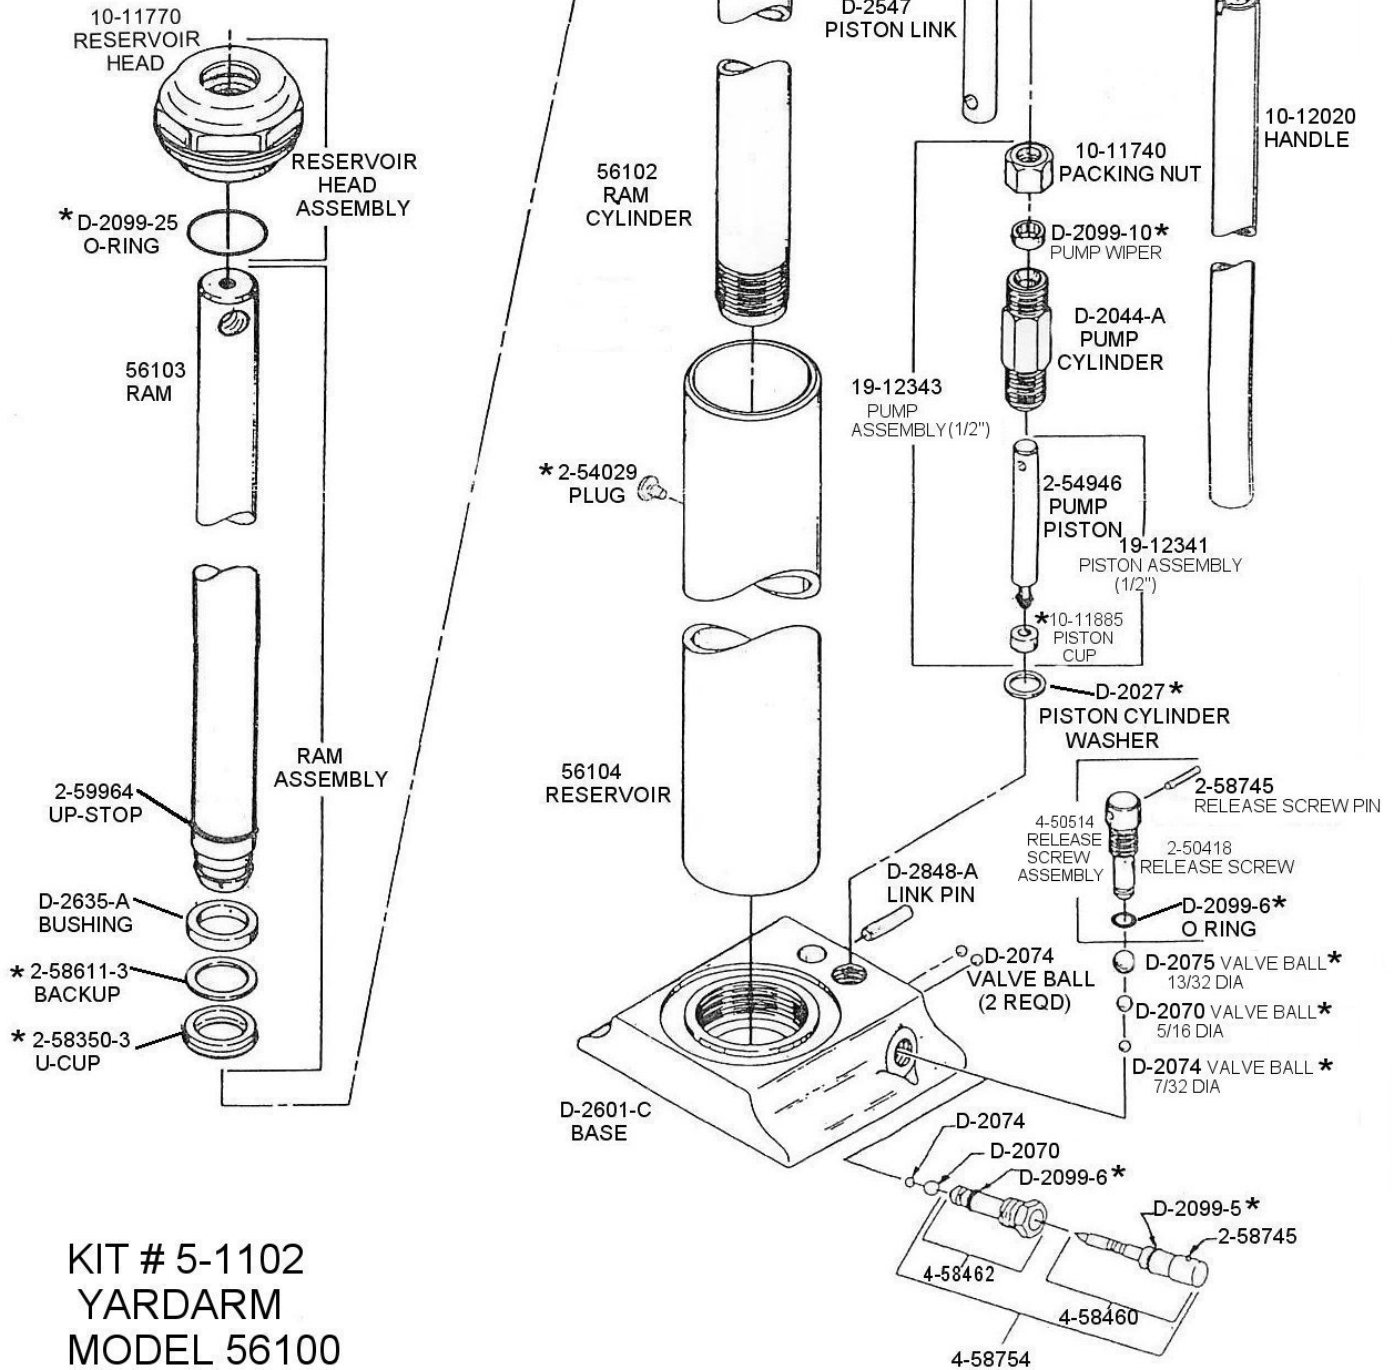 10-11770
RESERVOIR
HEAD
RESERVOIR
HEAD
ASSEMBLY
* D-2099-25
O-RING
56103
RAM
RAM
ASSEMBLY
2-59964
UP-STOP
D-2635-A
BUSHING
* 2-58611-3
BACKUP
* 2-58350-3
U-CUP
D-2547
PISTON LINK
56102
RAM
CYLINDER
* 2-54029
PLUG
56104
RESERVOIR
10-12020
HANDLE
10-11740
PACKING NUT
D-2099-10*
PUMP WIPER
D-2044-A
PUMP
CYLINDER
19-12343
PUMP
ASSEMBLY(1/2")
2-54946
PUMP
PISTON
19-12341
PISTON ASSEMBLY
(1/2")
*10-11885
PISTON
CUP
D-2027*
PISTON CYLINDER
WASHER
2-58745
RELEASE SCREW PIN
4-50514
RELEASE
SCREW
ASSEMBLY
2-50418
RELEASE SCREW
D-2848-A
LINK PIN
D-2099-6*
O RING
D-2074
VALVE BALL
(2 REQD)
D-2075 VALVE BALL*
13/32 DIA
D-2070 VALVE BALL*
5/16 DIA
D-2074 VALVE BALL*
7/32 DIA
D-2601-C
BASE
D-2074
D-2070
D-2099-6*
D-2099-5*
2-58745
4-58462
4-58460
4-58754
KIT # 5-1102
YARDARM
MODEL 56100